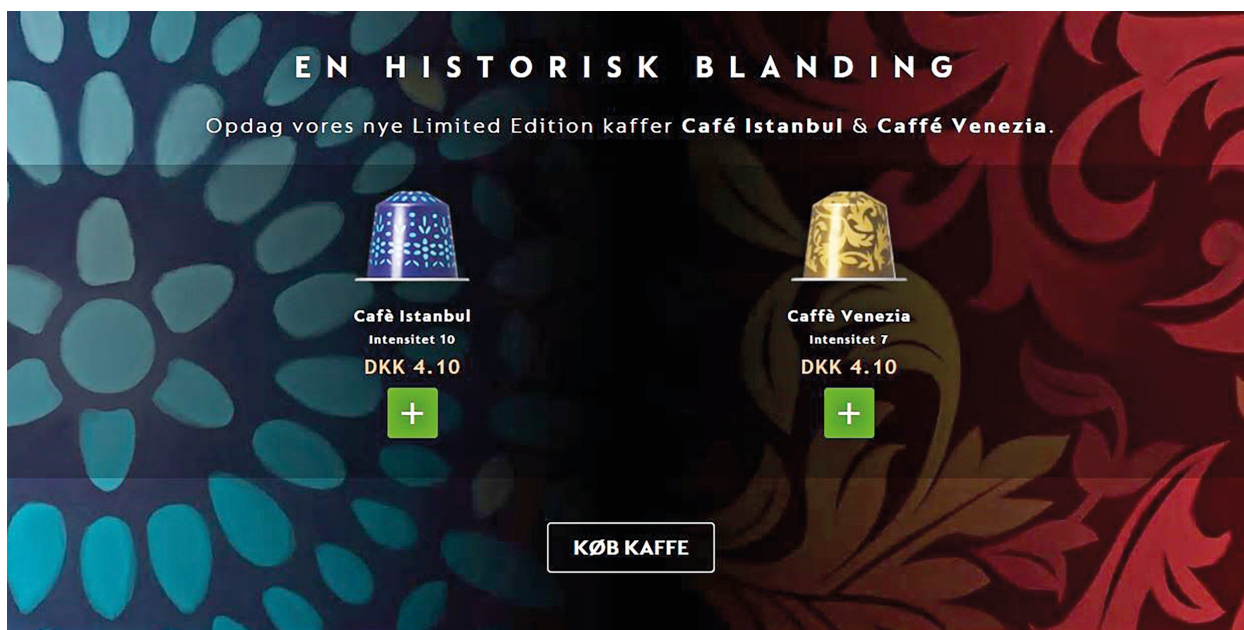 EN HISTORISK BLANDING
Opdag vores nye Limited Edition kaffer Café Istanbul & Caffé Venezia.
Cafè Istanbul
Intensitet 10
DKK 4.10
+
Caffè Venezia
Intensitet 7
DKK 4.10
+
KØB KAFFE